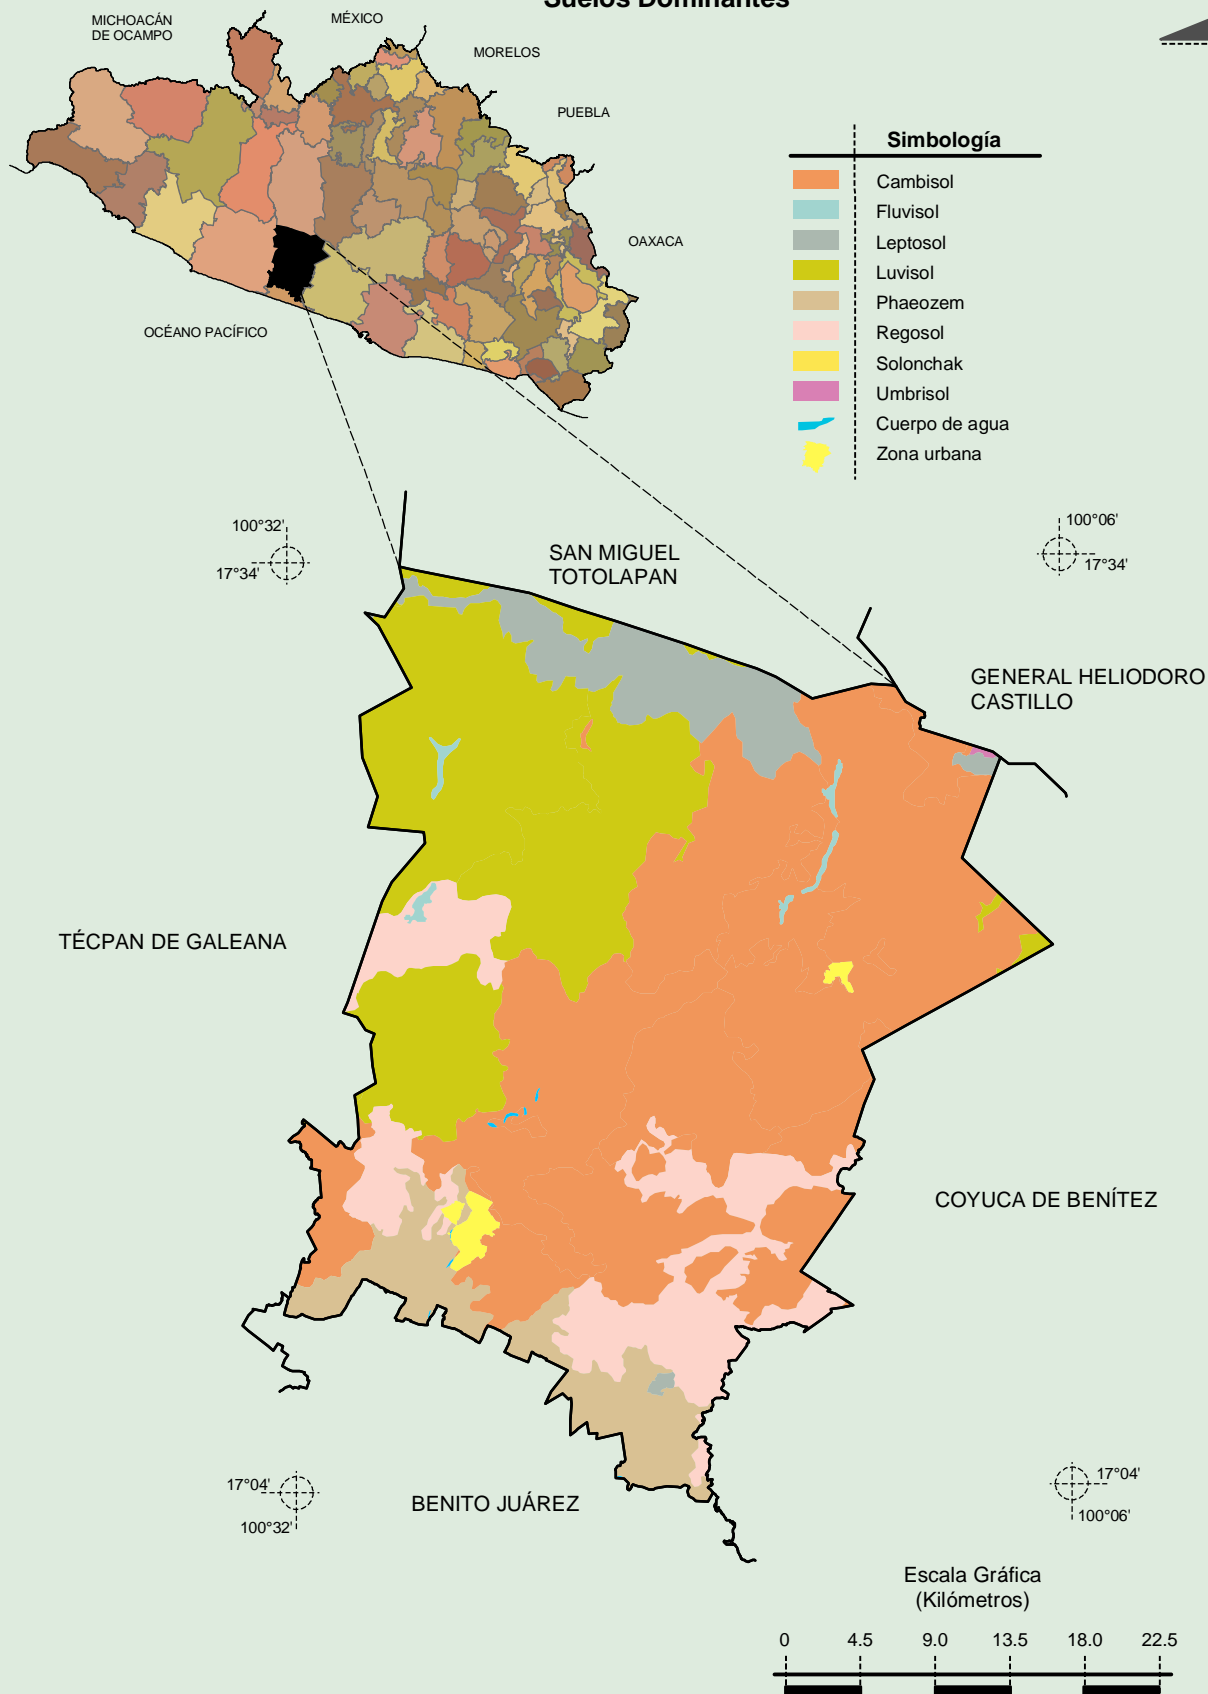 Suelos Dominantes
MICHOACÁN
DE OCAMPO
MÉXICO
MORELOS
PUEBLA
OAXACA
OCÉANO PACÍFICO
Simbología
Cambisol
Fluvisol
Leptosol
Luvisol
Phaeozem
Regosol
Solonchak
Umbrisol
Cuerpo de agua
Zona urbana
100°32'
17°34'
100°06'
17°34'
SAN MIGUEL
TOTOLAPAN
GENERAL HELIODORO
CASTILLO
TÉCPAN DE GALEANA
COYUCA DE BENÍTEZ
BENITO JUÁREZ
17°04'
100°32'
17°04'
100°06'
Escala Gráfica
(Kilómetros)
0 4.5 9.0 13.5 18.0 22.5